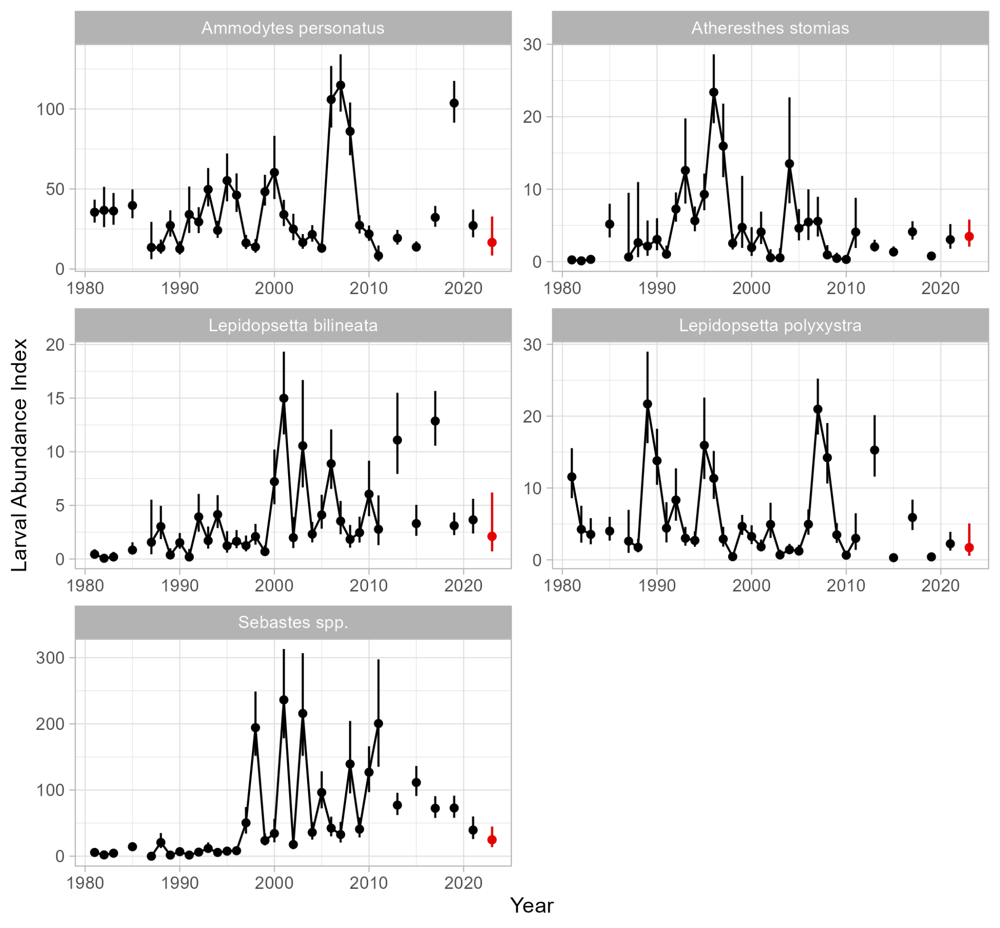 Ammodytes personatus
Atheresthes stomias
100
50
0
30
20
10
0
1980 1990 2000 2010 2020
1980 1990 2000 2010 2020
Lepidopsetta bilineata
Lepidopsetta polyxystra
Larval Abundance Index
20
15
10
5
0
30
20
10
0
1980 1990 2000 2010 2020
1980 1990 2000 2010 2020
Sebastes spp.
300
200
100
0
1980 1990 2000 2010 2020
Year